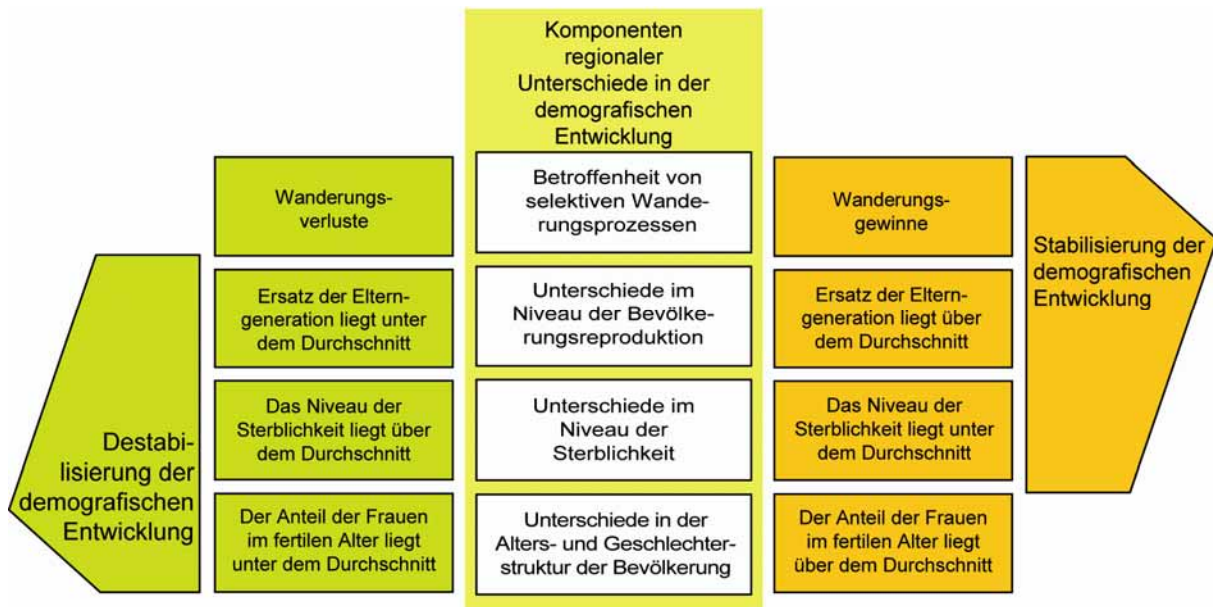 Komponenten
regionaler
Unterschiede in der
demografischen
Entwicklung
Wanderungs-
verluste
Betroffenheit von
selektiven Wande-
rungsprozessen
Wanderungs-
gewinne
Ersatz der Eltern-
generation liegt unter
dem Durchschnitt
Unterschiede im
Niveau der Bevölke-
rungsreproduktion
Ersatz der Eltern-
generation liegt über
dem Durchschnitt
Das Niveau der
Sterblichkeit liegt über
dem Durchschnitt
Unterschiede im
Niveau der
Sterblichkeit
Das Niveau der
Sterblichkeit liegt unter
dem Durchschnitt
Der Anteil der Frauen
im fertilen Alter liegt
unter dem Durchschnitt
Unterschiede in der
Alters- und Geschlechter-
struktur der Bevölkerung
Der Anteil der Frauen
im fertilen Alter liegt
über dem Durchschnitt
Destabi-
lisierung der
demografischen
Entwicklung
Stabilisierung der
demografischen
Entwicklung